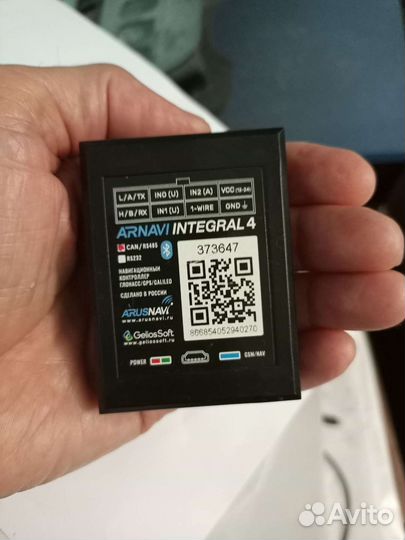 L/A/TX IN0 (U) IN2 (A) VCC (12-24)
H/B/RX IN1 (U) 1-WIRE GND
ARNAVI INTEGRAL 4
CAN/RS485
RS232
373647
НАВИГАЦИОННЫЙ
КОНТРОЛЛЕР
ГЛОНАСС/GPS/GALILEO
СДЕЛАНО В РОССИИ
ARUSNAVI
www.arusnavi.ru
GeliosSoft
www.geliossoft.ru
866854052940270
POWER GSM/NAV
Avito